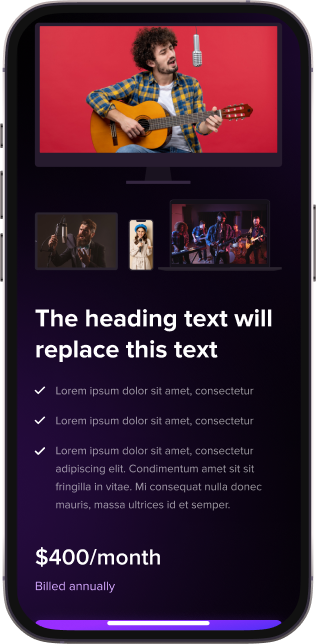 The heading text will
replace this text
Lorem ipsum dolor sit amet, consectetur
Lorem ipsum dolor sit amet, consectetur
Lorem ipsum dolor sit amet, consectetur
adipiscing elit. Condimentum amet sit sit
fringilla in vitae. Mi consequat nulla donec
mauris, massa ultrices id et semper.
$400/month
Billed annually